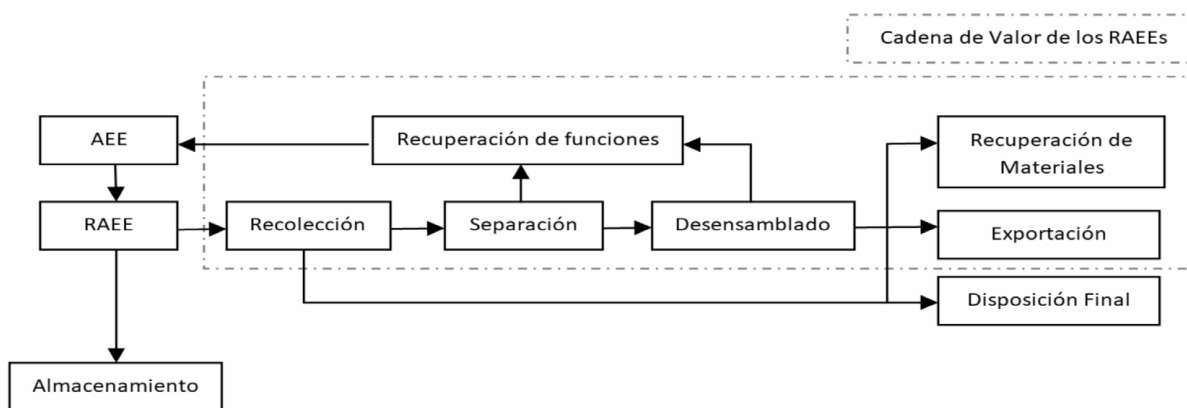 Cadena de Valor de los RAEEs
AEE
Recuperación de funciones
Recuperación de
Materiales
RAEE
Recolección
Separación
Desensamblado
Exportación
Disposición Final
Almacenamiento